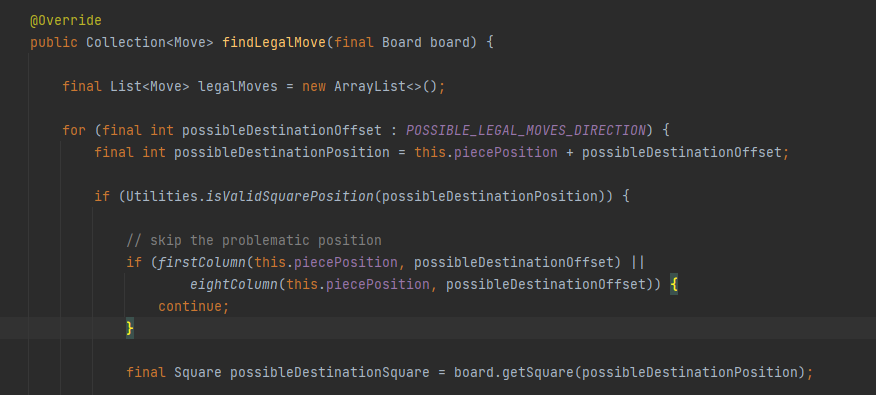 @Override
public Collection<Move> findLegalMove(final Board board) {
final List<Move> legalMoves = new ArrayList<>();
for (final int possibleDestinationOffset : POSSIBLE_LEGAL_MOVES_DIRECTION) {
final int possibleDestinationPosition = this.piecePosition + possibleDestinationOffset;
if (Utilities.isValidSquarePosition(possibleDestinationPosition)) {
// skip the problematic position
if (firstColumn(this.piecePosition, possibleDestinationOffset) ||
eightColumn(this.piecePosition, possibleDestinationOffset)) {
continue;
}
final Square possibleDestinationSquare = board.getSquare(possibleDestinationPosition);